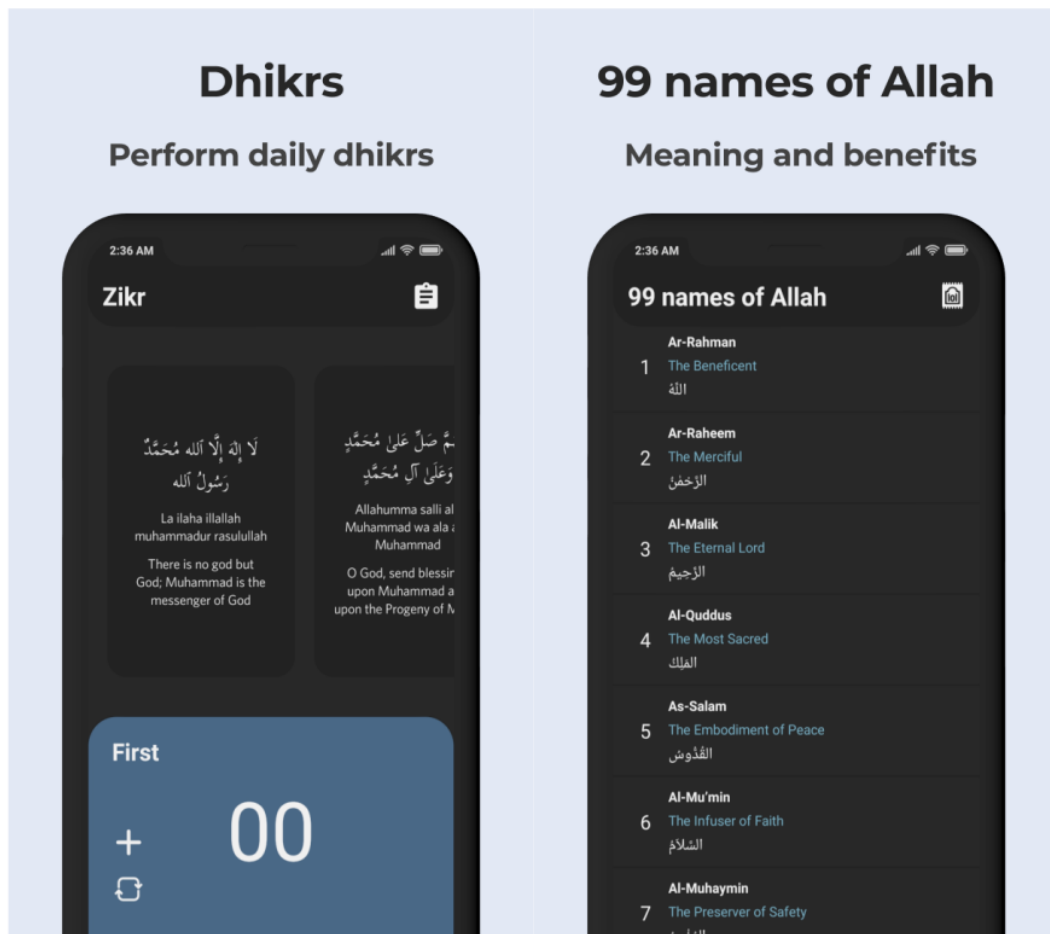 Dhikrs
Perform daily dhikrs
2:36 AM
Zikr
لَا إِلٰهَ إِلَّا ٱلله مُحَمَّدٌ
رَسُولُ ٱلله
La ilaha illallah
muhammadur rasulullah
There is no god but
God; Muhammad is the
messenger of God
صَلِّ عَلىٰ مُحَمَّدٍ
وَعَلَىٰ آلِ مُحَمَّدٍ
Allahumma salli al
Muhammad wa ala a
Muhammad
O God, send blessin
upon Muhammad a
upon the Progeny of M
First
00
99 names of Allah
Meaning and benefits
2:36 AM
99 names of Allah
1
Ar-Rahman
The Beneficent
اللَّهُ
2
Ar-Raheem
The Merciful
الرَّحْمٰنُ
3
Al-Malik
The Eternal Lord
الرَّحِيمُ
4
Al-Quddus
The Most Sacred
المَلِكُ
5
As-Salam
The Embodiment of Peace
القُدُّوسُ
6
Al-Mu'min
The Infuser of Faith
السَّلاَمُ
7
Al-Muhaymin
The Preserver of Safety